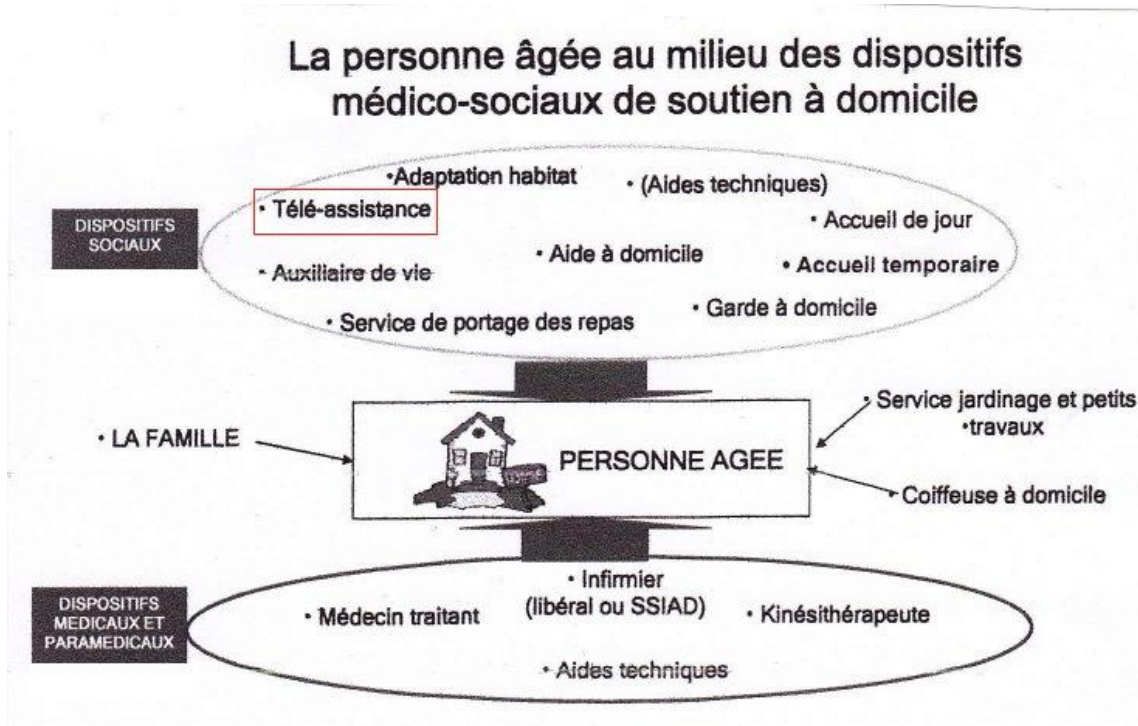 La personne âgée au milieu des dispositifs
médico-sociaux de soutien à domicile
•Adaptation habitat
• (Aides techniques)
• Télé-assistance
DISPOSITIFS
SOCIAUX
• Accueil de jour
• Aide à domicile
• Auxiliaire de vie
• Accueil temporaire
• Garde à domicile
• Service de portage des repas
• Service jardinage et petits
•travaux
• LA FAMILLE
PERSONNE AGEE
• Coiffeuse à domicile
• Infirmier
(libéral ou SSIAD)
DISPOSITIFS
MEDICAUX ET
PARAMEDICAUX
• Médecin traitant
• Kinésithérapeute
• Aides techniques